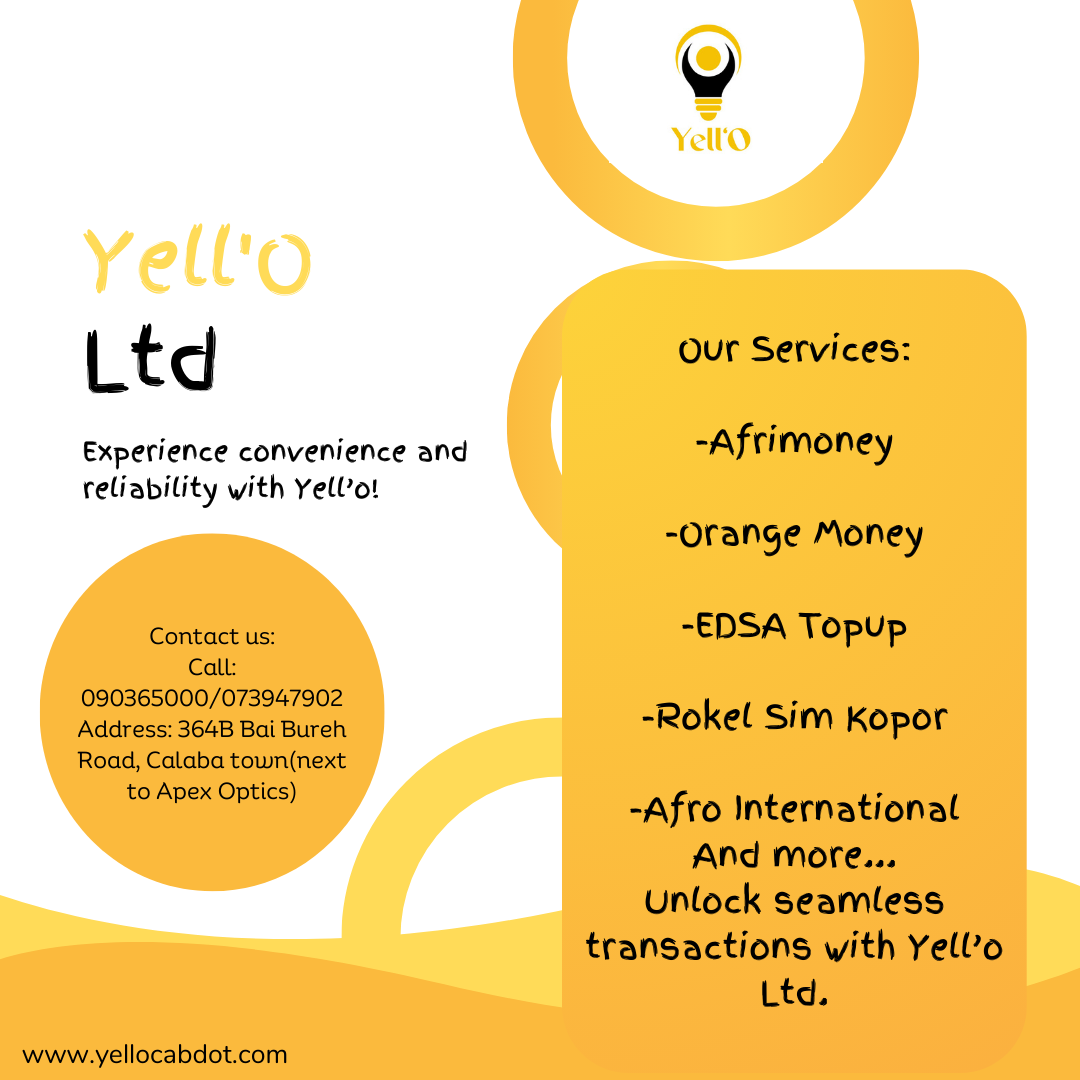 Yell'O
Yell'O
Ltd
Experience convenience and
reliability with Yell'o!
Contact us:
Call:
090365000/073947902
Address: 364B Bai Bureh
Road, Calaba town(next
to Apex Optics)
Our Services:
-Afrimoney
-Orange Money
-EDSA Topup
-Rokel Sim Kopor
-Afro International
And more...
Unlock seamless
transactions with Yell'o
Ltd.
www.yellocabdot.com